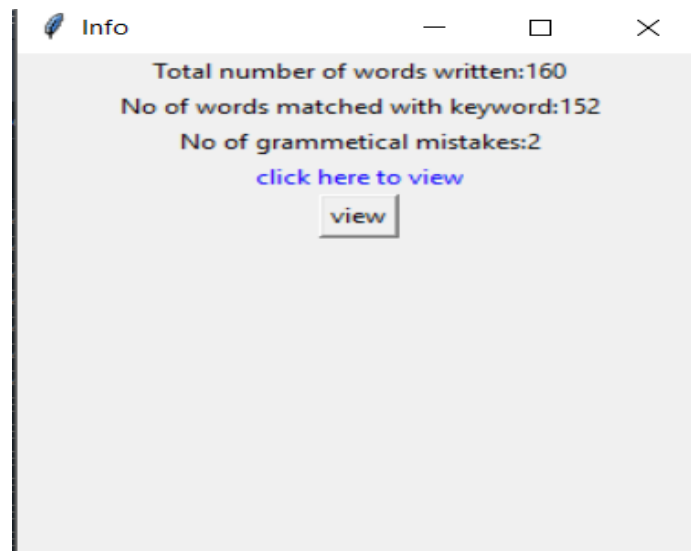 Info
Total number of words written:160
No of words matched with keyword:152
No of grammetical mistakes:2
click here to view
view